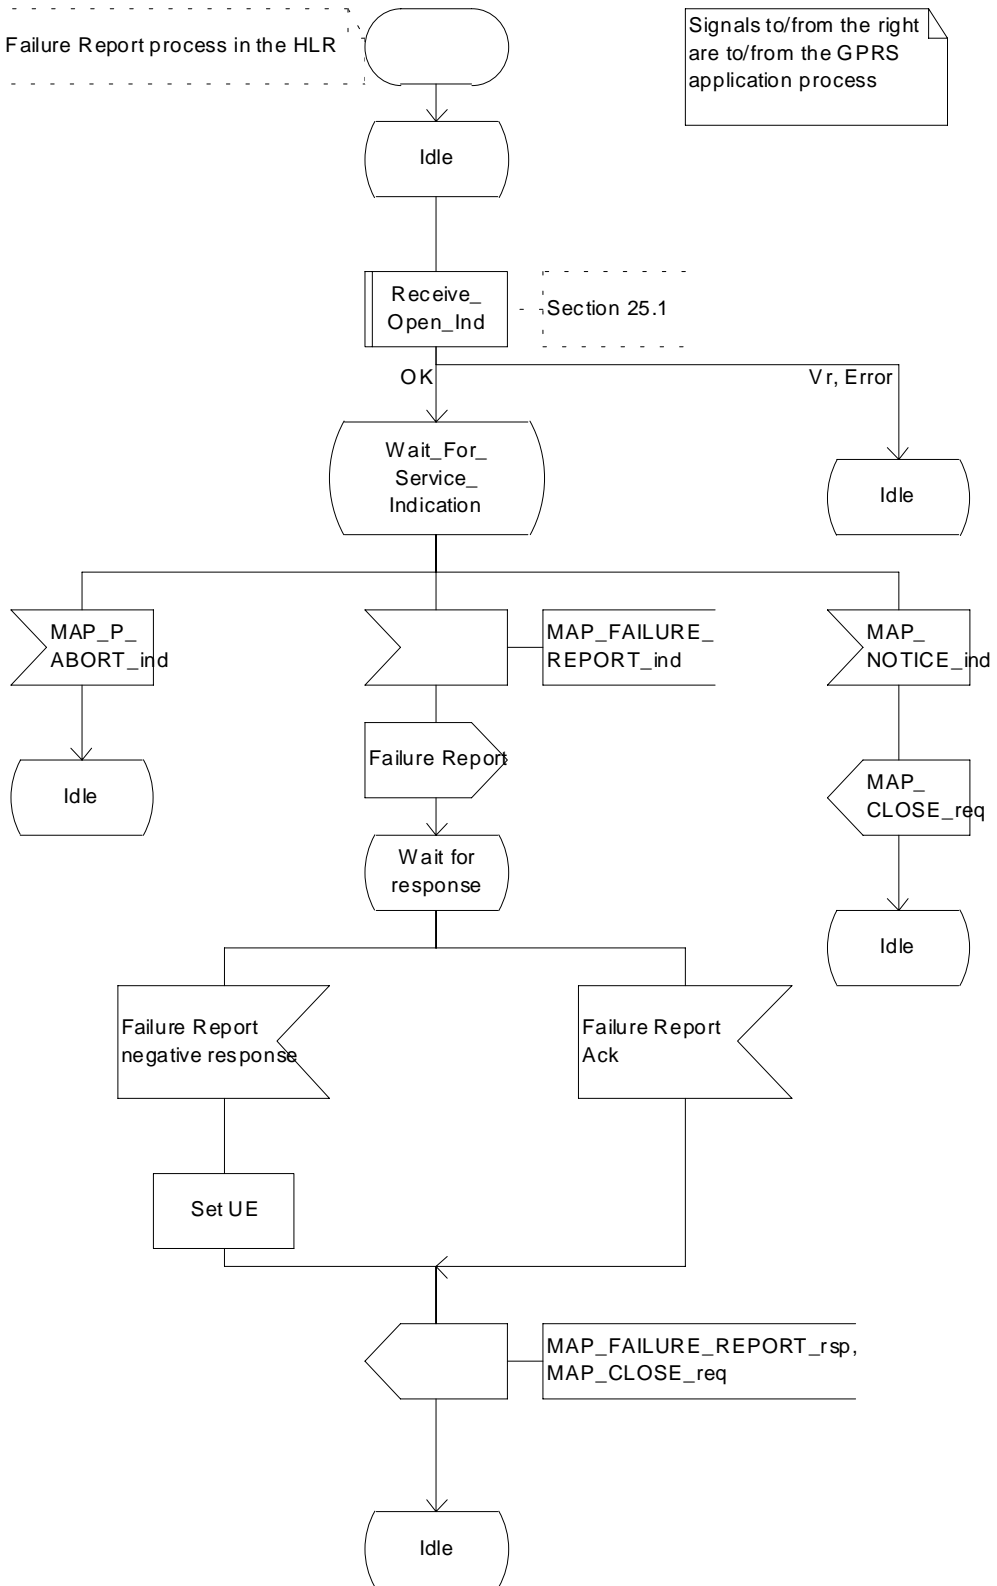 Failure Report process in the HLR
Signals to/from the right
are to/from the GPRS
application process
Idle
Receive_
Open_Ind
Section 25.1
OK
Vr, Error
Wait_For_
Service_
Indication
Idle
MAP_P_
ABORT_ind
MAP_FAILURE_
REPORT_ind
MAP_
NOTICE_ind
Failure Report
Idle
MAP_
CLOSE_req
Wait for
response
Idle
Failure Report
negative response
Failure Report
Ack
Set UE
MAP_FAILURE_REPORT_rsp,
MAP_CLOSE_req
Idle